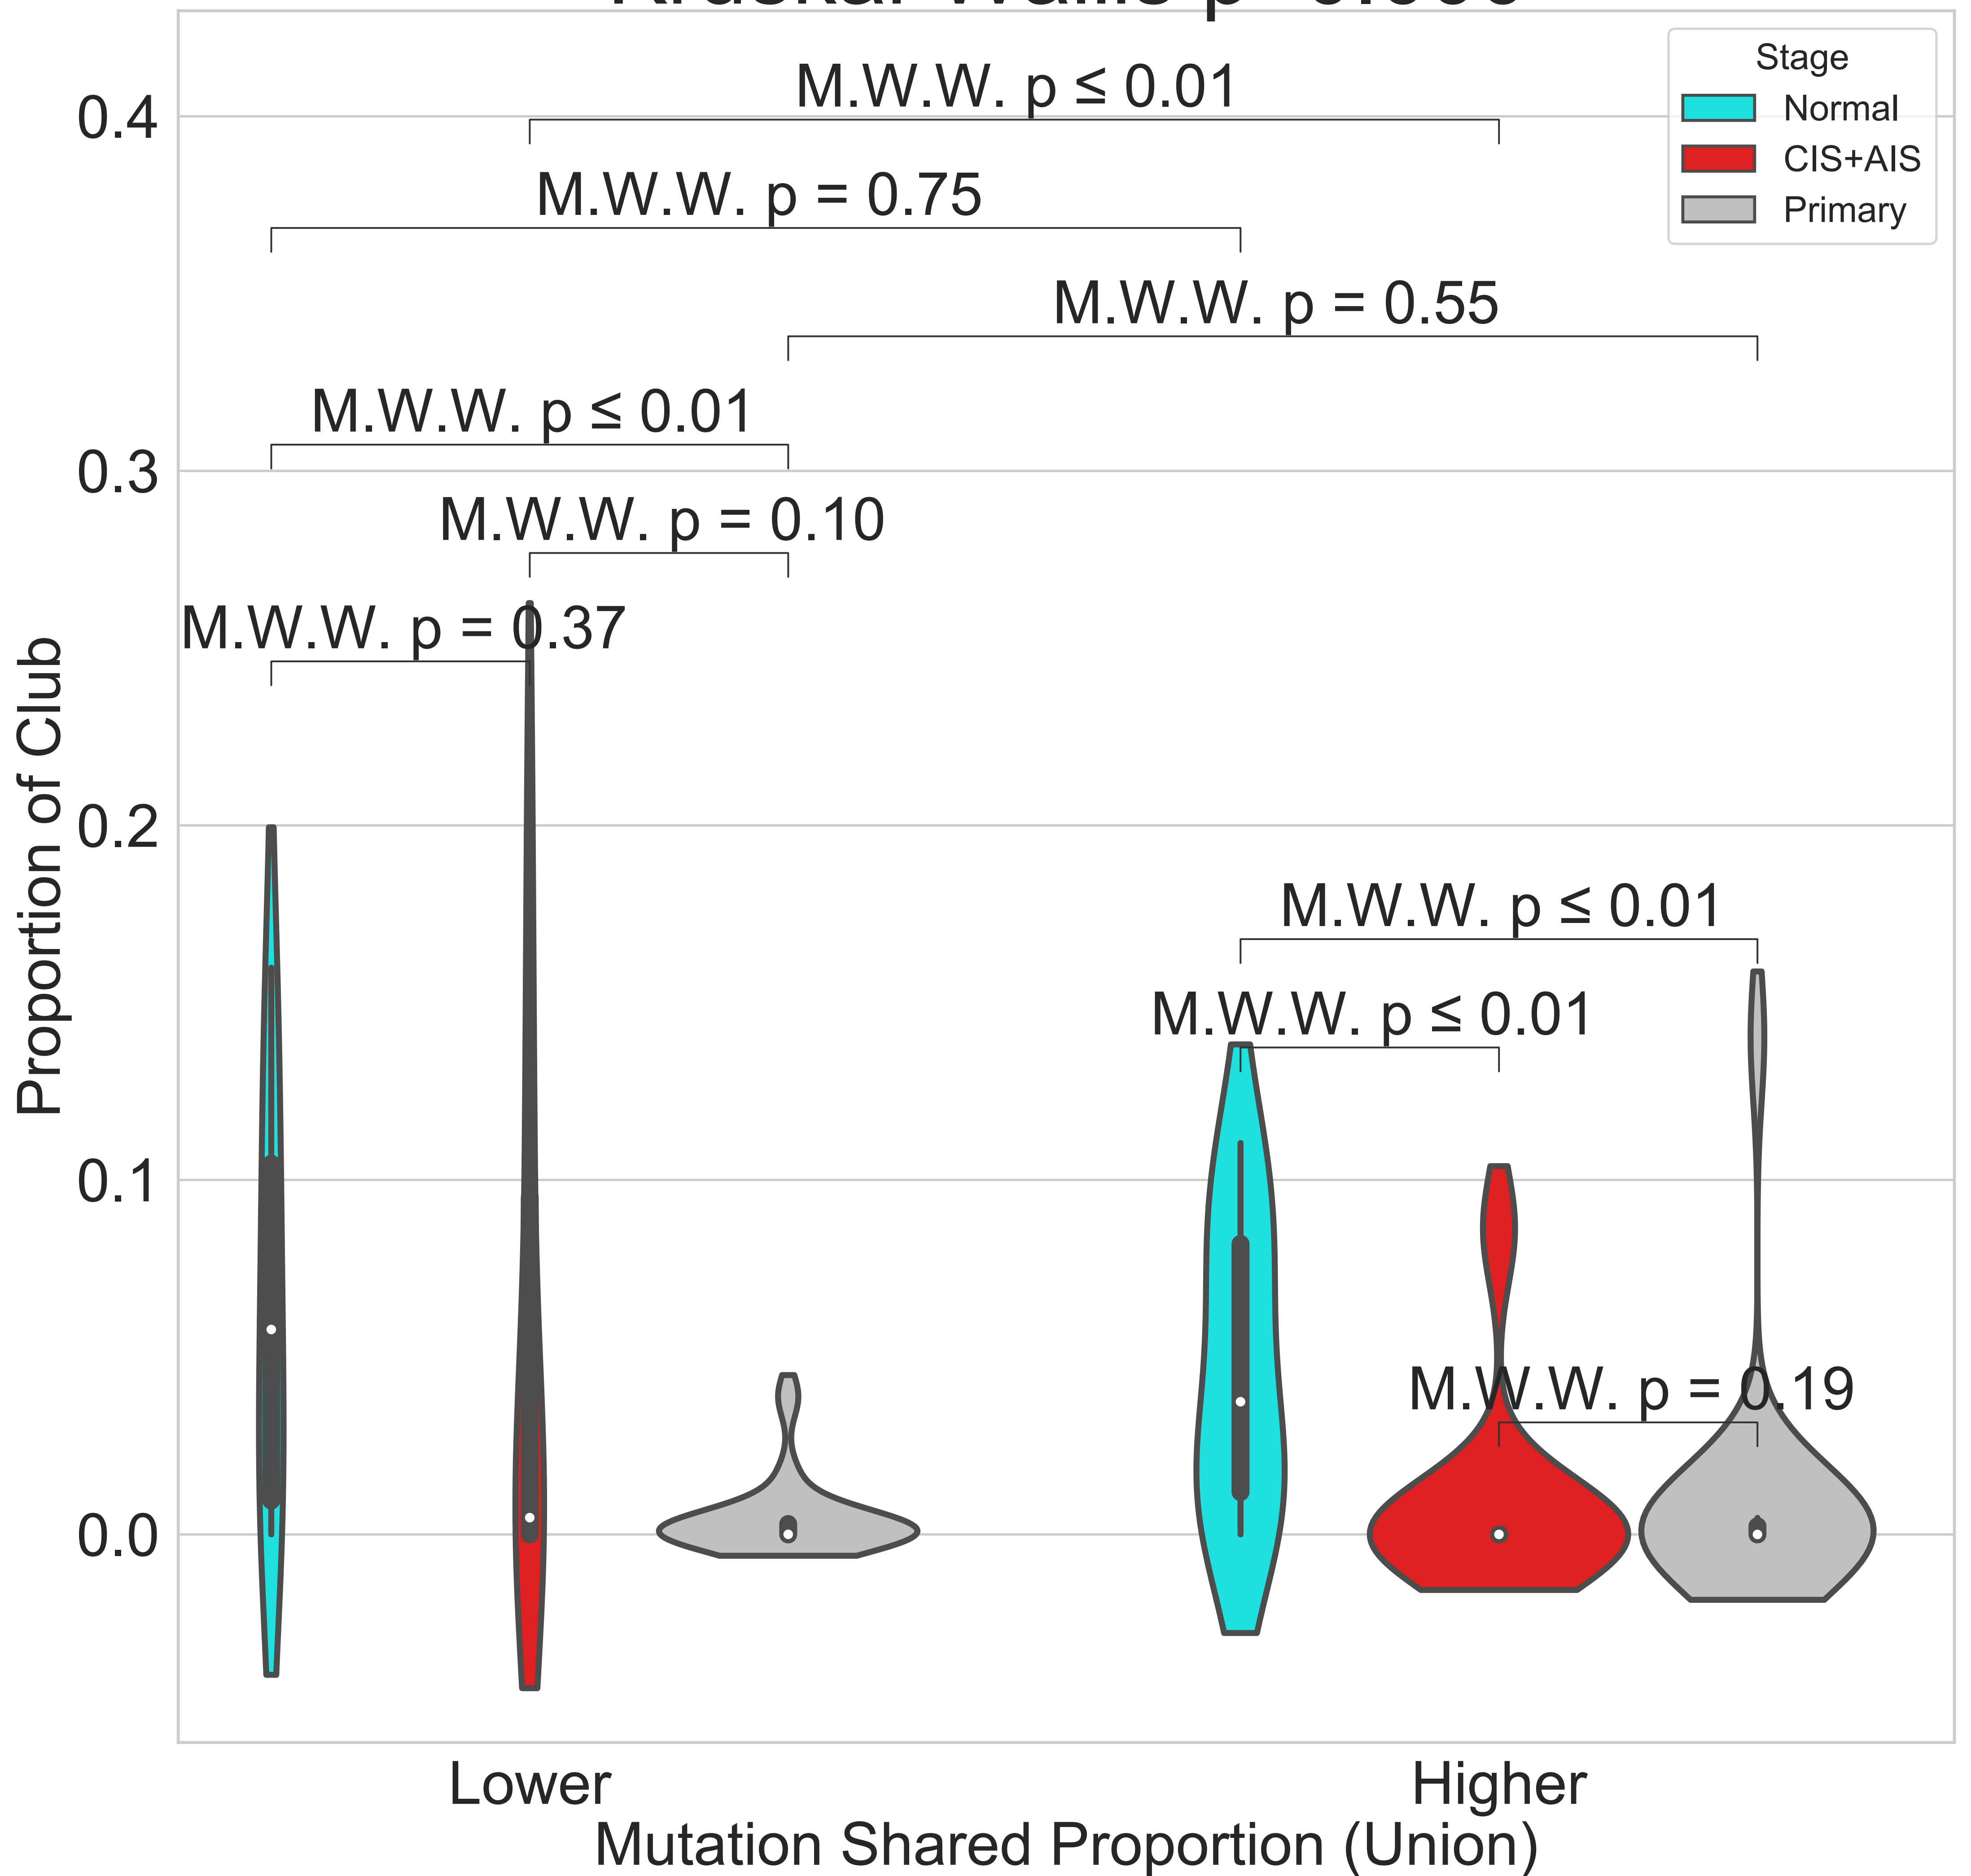 Stage
Normal
CIS+AIS
Primary
M.W.W. p ≤ 0.01
M.W.W. p = 0.75
M.W.W. p = 0.55
M.W.W. p ≤ 0.01
M.W.W. p = 0.10
M.W.W. p = 0.37
M.W.W. p ≤ 0.01
M.W.W. p ≤ 0.01
M.W.W. p = 0.19
0.4
0.3
0.2
0.1
0.0
Proportion of Club
Lower
Higher
Mutation Shared Proportion (Union)